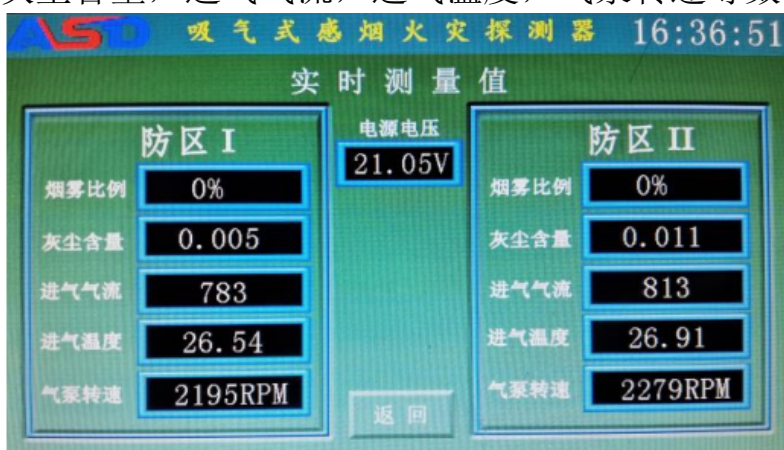 ASD 吸气式感烟火灾探测器 16:36:51
实时测量值
防区 I
烟雾比例 0%
灰尘含量 0.005
进气气流 783
进气温度 26.54
气泵转速 2195RPM
电源电压
21.05V
返回
防区 II
烟雾比例 0%
灰尘含量 0.011
进气气流 813
进气温度 26.91
气泵转速 2279RPM